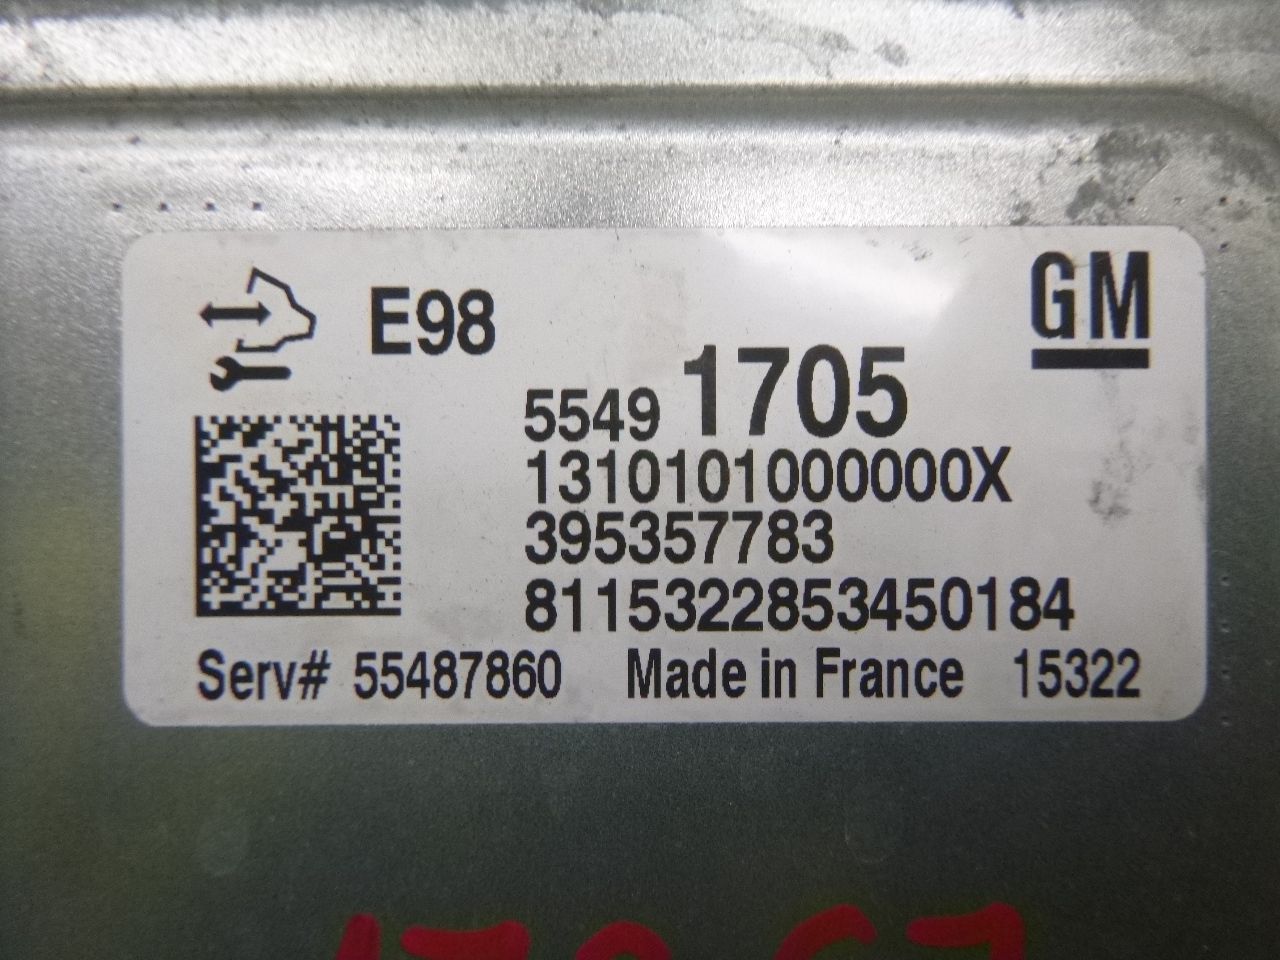 E98
GM
5549 1705
1310101000000X
395357783
8115322853450184
Serv# 55487860 Made in France 15322